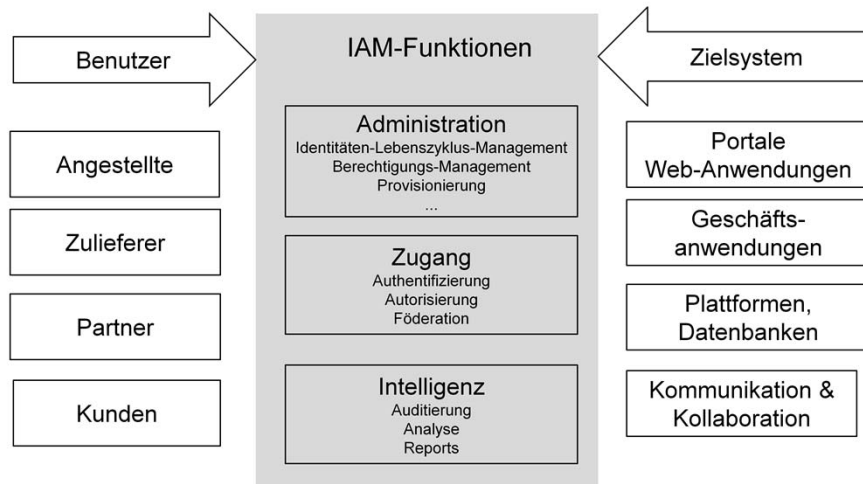 Benutzer
Angestellte
Zulieferer
Partner
Kunden
IAM-Funktionen
Administration
Identitäten-Lebenszyklus-Management
Berechtigungs-Management
Provisionierung
...
Zugang
Authentifizierung
Autorisierung
Föderation
Intelligenz
Auditierung
Analyse
Reports
Zielsystem
Portale
Web-Anwendungen
Geschäfts-
anwendungen
Plattformen,
Datenbanken
Kommunikation &
Kollaboration